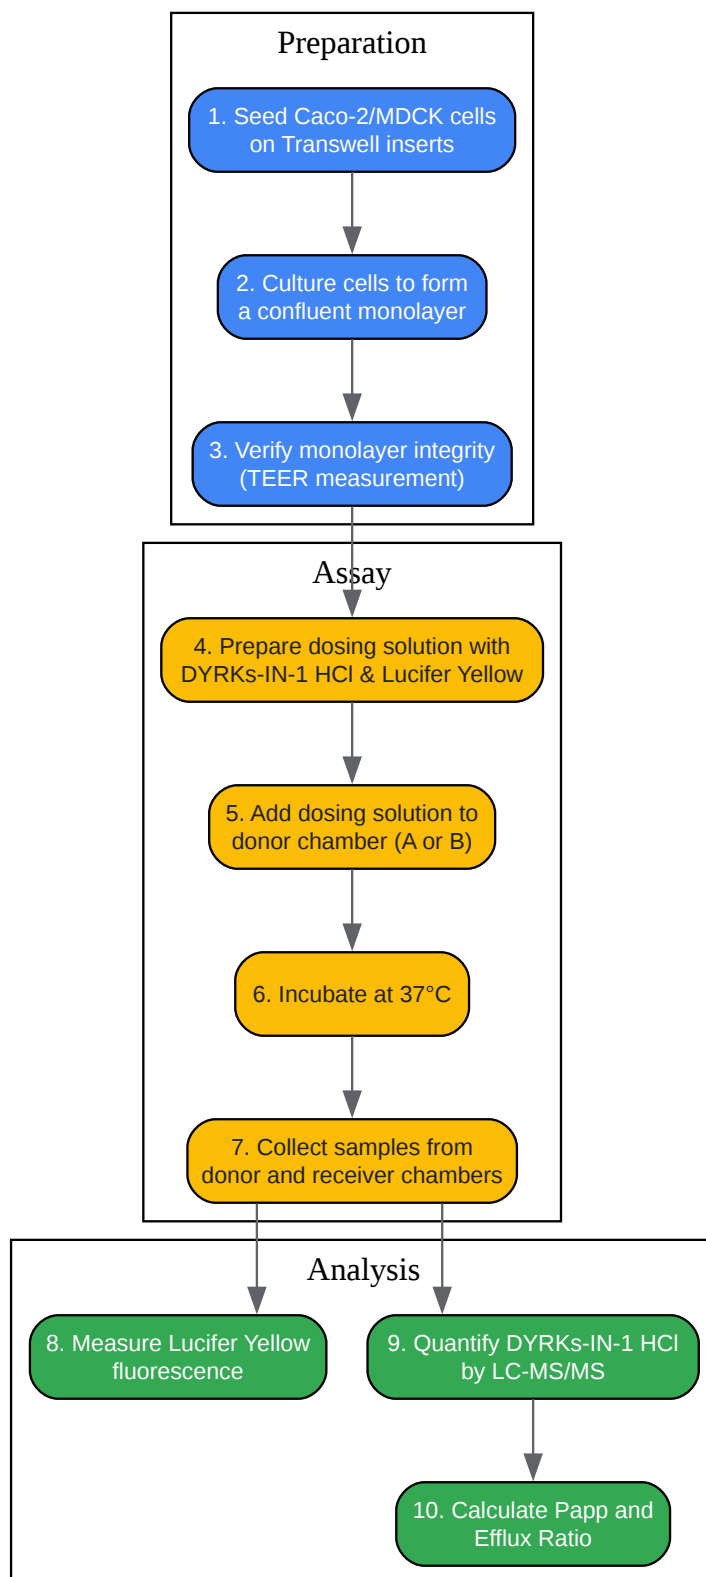 Preparation
1. Seed Caco-2/MDCK cells
on Transwell inserts
2. Culture cells to form
a confluent monolayer
3. Verify monolayer integrity
(TEER measurement)
Assay
4. Prepare dosing solution with
DYRKs-IN-1 HCl & Lucifer Yellow
5. Add dosing solution to
donor chamber (A or B)
6. Incubate at 37°C
7. Collect samples from
donor and receiver chambers
Analysis
8. Measure Lucifer Yellow
fluorescence
9. Quantify DYRKs-IN-1 HCl
by LC-MS/MS
10. Calculate Papp and
Efflux Ratio